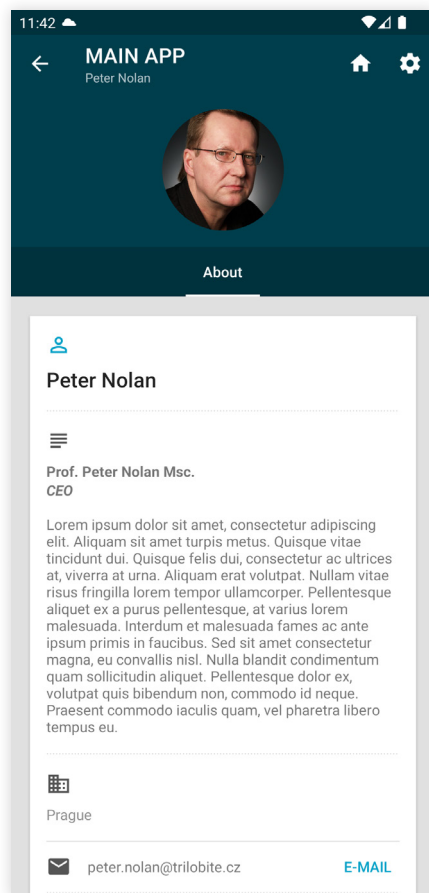 11:42
MAIN APP
Peter Nolan
About
Peter Nolan
Prof. Peter Nolan Msc.
CEO
Lorem ipsum dolor sit amet, consectetur adipiscing
elit. Aliquam sit amet turpis metus. Quisque vitae
tincidunt dui. Quisque felis dui, consectetur ac ultrices
at, viverra at urna. Aliquam erat volutpat. Nullam vitae
risus fringilla lorem tempor ullamcorper. Pellentesque
aliquet ex a purus pellentesque, at varius lorem
malesuada. Interdum et malesuada fames ac ante
ipsum primis in faucibus. Sed sit amet consectetur
magna, eu convallis nisl. Nulla blandit condimentum
quam sollicitudin aliquet. Pellentesque dolor ex,
volutpat quis bibendum non, commodo id neque.
Praesent commodo iaculis quam, vel pharetra libero
tempus eu.
Prague
peter.nolan@trilobite.cz E-MAIL